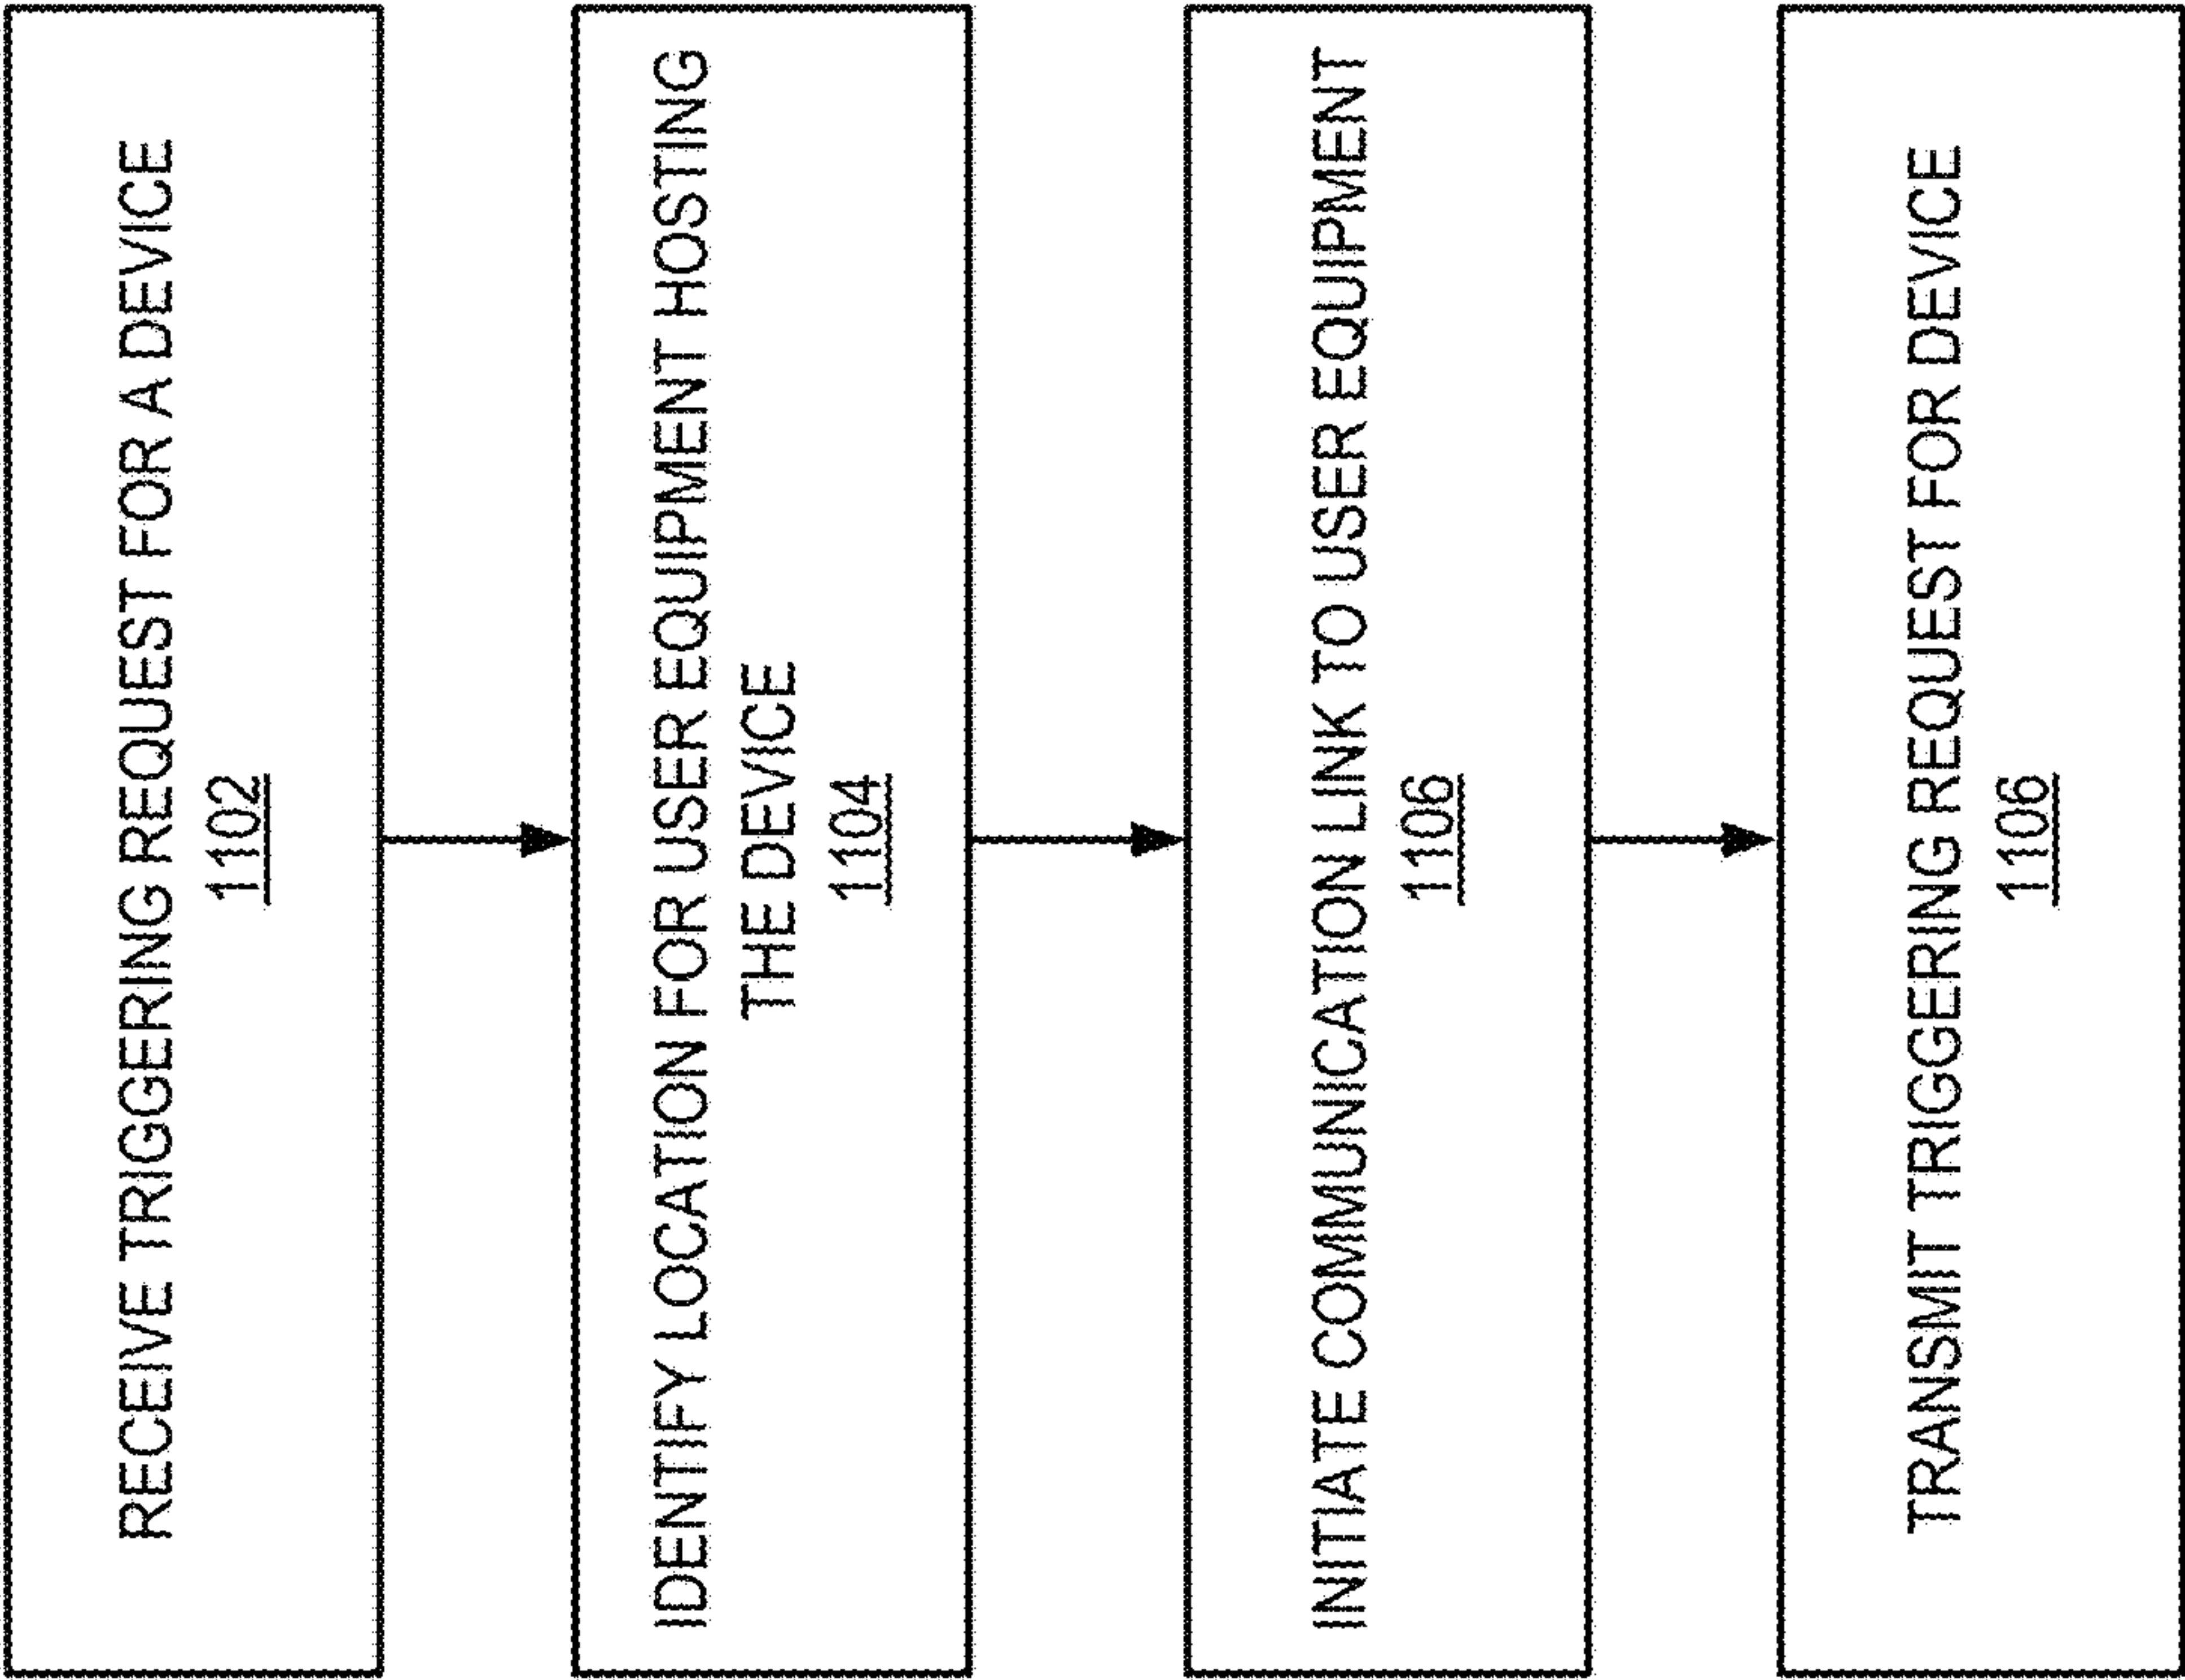 RECEIVE TRIGGERING REQUEST FOR A DEVICE
1102
IDENTIFY LOCATION FOR USER EQUIPMENT HOSTING
THE DEVICE
1104
INITIATE COMMUNICATION LINK TO USER EQUIPMENT
1106
TRANSMIT TRIGGERING REQUEST FOR DEVICE
1106